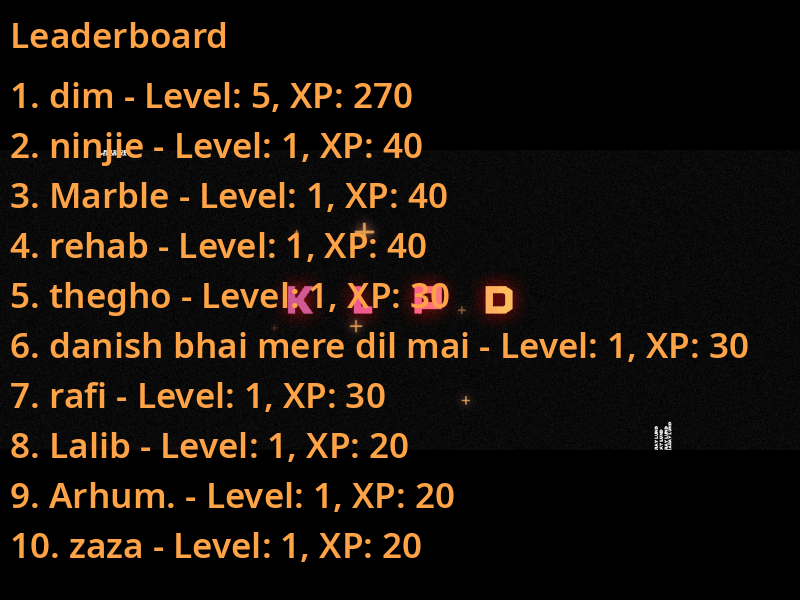 Leaderboard
1. dim - Level: 5, XP: 270
2. ninjie - Level: 1, XP: 40
3. Marble - Level: 1, XP: 40
4. rehab - Level: 1, XP: 40
5. thegho - Level: 1, XP: 30
K L P D
6. danish bhai mere dil mai - Level: 1, XP: 30
7. rafi - Level: 1, XP: 30
8. Lalib - Level: 1, XP: 20
9. Arhum. - Level: 1, XP: 20
10. zaza - Level: 1, XP: 20